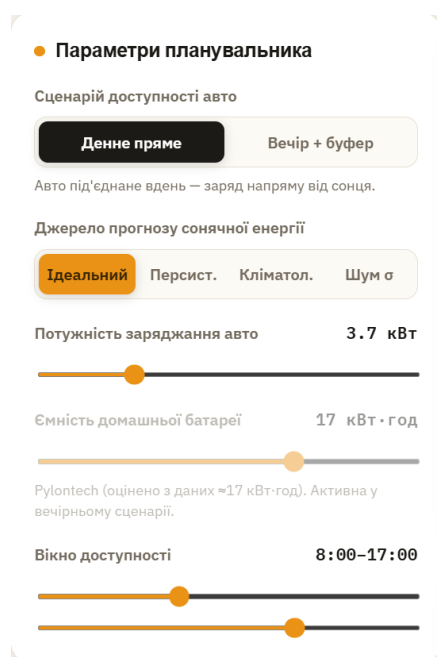 Параметри планувальника
Сценарій доступності авто
Денне пряме
Вечір + буфер
Авто під'єднане вдень — заряд напряму від сонця.
Джерело прогнозу сонячної енергії
Ідеальний
Персист.
Кліматол.
Шум σ
Потужність заряджання авто
3.7 кВт
Ємність домашньої батареї
17 кВт·год
Pylontech (оцінено з даних ≈17 кВт·год). Активна у
вечірньому сценарії.
Вікно доступності
8:00–17:00